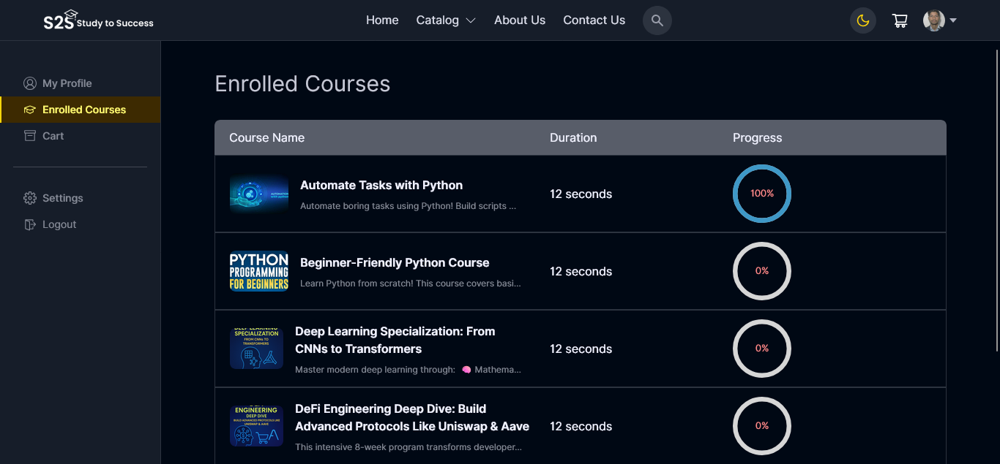 S2S Study to Success
Home Catalog About Us Contact Us
My Profile
Enrolled Courses
Cart
Settings
Logout
Enrolled Courses
Course Name Duration Progress
AUTOMATION
with python
Automate Tasks with Python
Automate boring tasks using Python! Build scripts ...
12 seconds
100%
PYTHON
PROGRAMMING
FOR BEGINNERS
Beginner-Friendly Python Course
Learn Python from scratch! This course covers basi...
12 seconds
0%
DEEP LEARNING
SPECIALIZATION
FROM CNNs TO
TRANSFORMERS
Deep Learning Specialization: From
CNNs to Transformers
Master modern deep learning through: 🧠 Mathema...
12 seconds
0%
ENGINEERING
DEEP DIVE
BUILD ADVANCED PROTOCOLS LIKE
UNISWAP & AAVE
DeFi Engineering Deep Dive: Build
Advanced Protocols Like Uniswap & Aave
This intensive 8-week program transforms developer...
12 seconds
0%